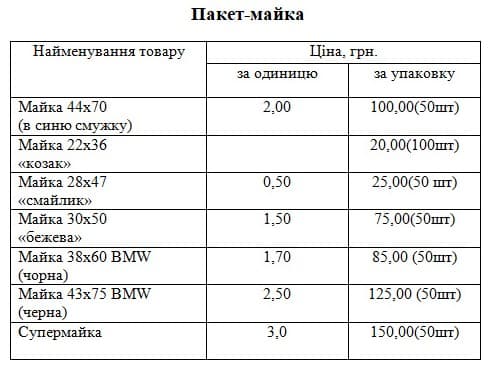 Пакет-майка
Найменування товару
Ціна, грн.
за одиницю
за упаковку
Майка 44х70
(в синю смужку)
2,00
100,00(50шт)
Майка 22х36
«козак»
20,00(100шт)
Майка 28х47
«смайлик»
0,50
25,00(50 шт)
Майка 30х50
«бежева»
1,50
75,00(50шт)
Майка 38х60 BMW
(чорна)
1,70
85,00 (50шт)
Майка 43х75 BMW
(черна)
2,50
125,00 (50шт)
Супермайка
3,0
150,00(50шт)